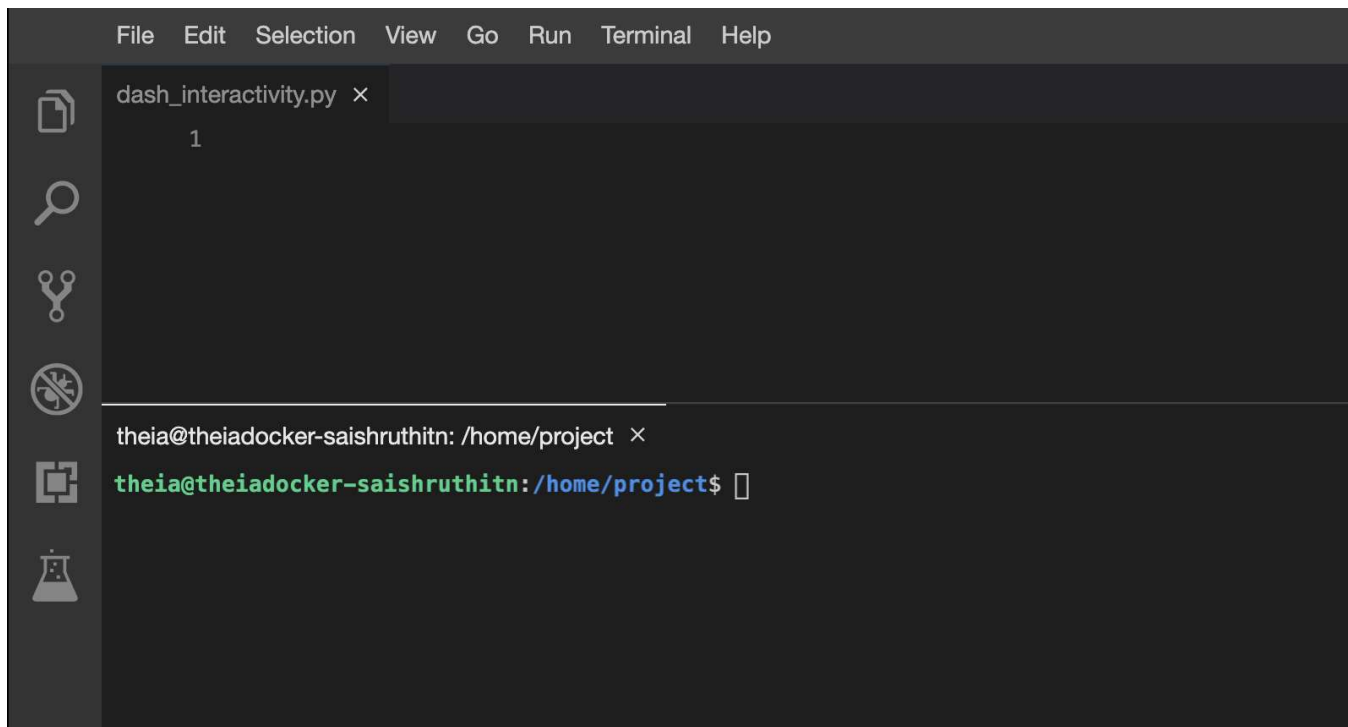 File Edit Selection View Go Run Terminal Help
dash_interactivity.py ×
1
theia@theiadocker-saishruthitn: /home/project ×
theia@theiadocker-saishruthitn:/home/project$